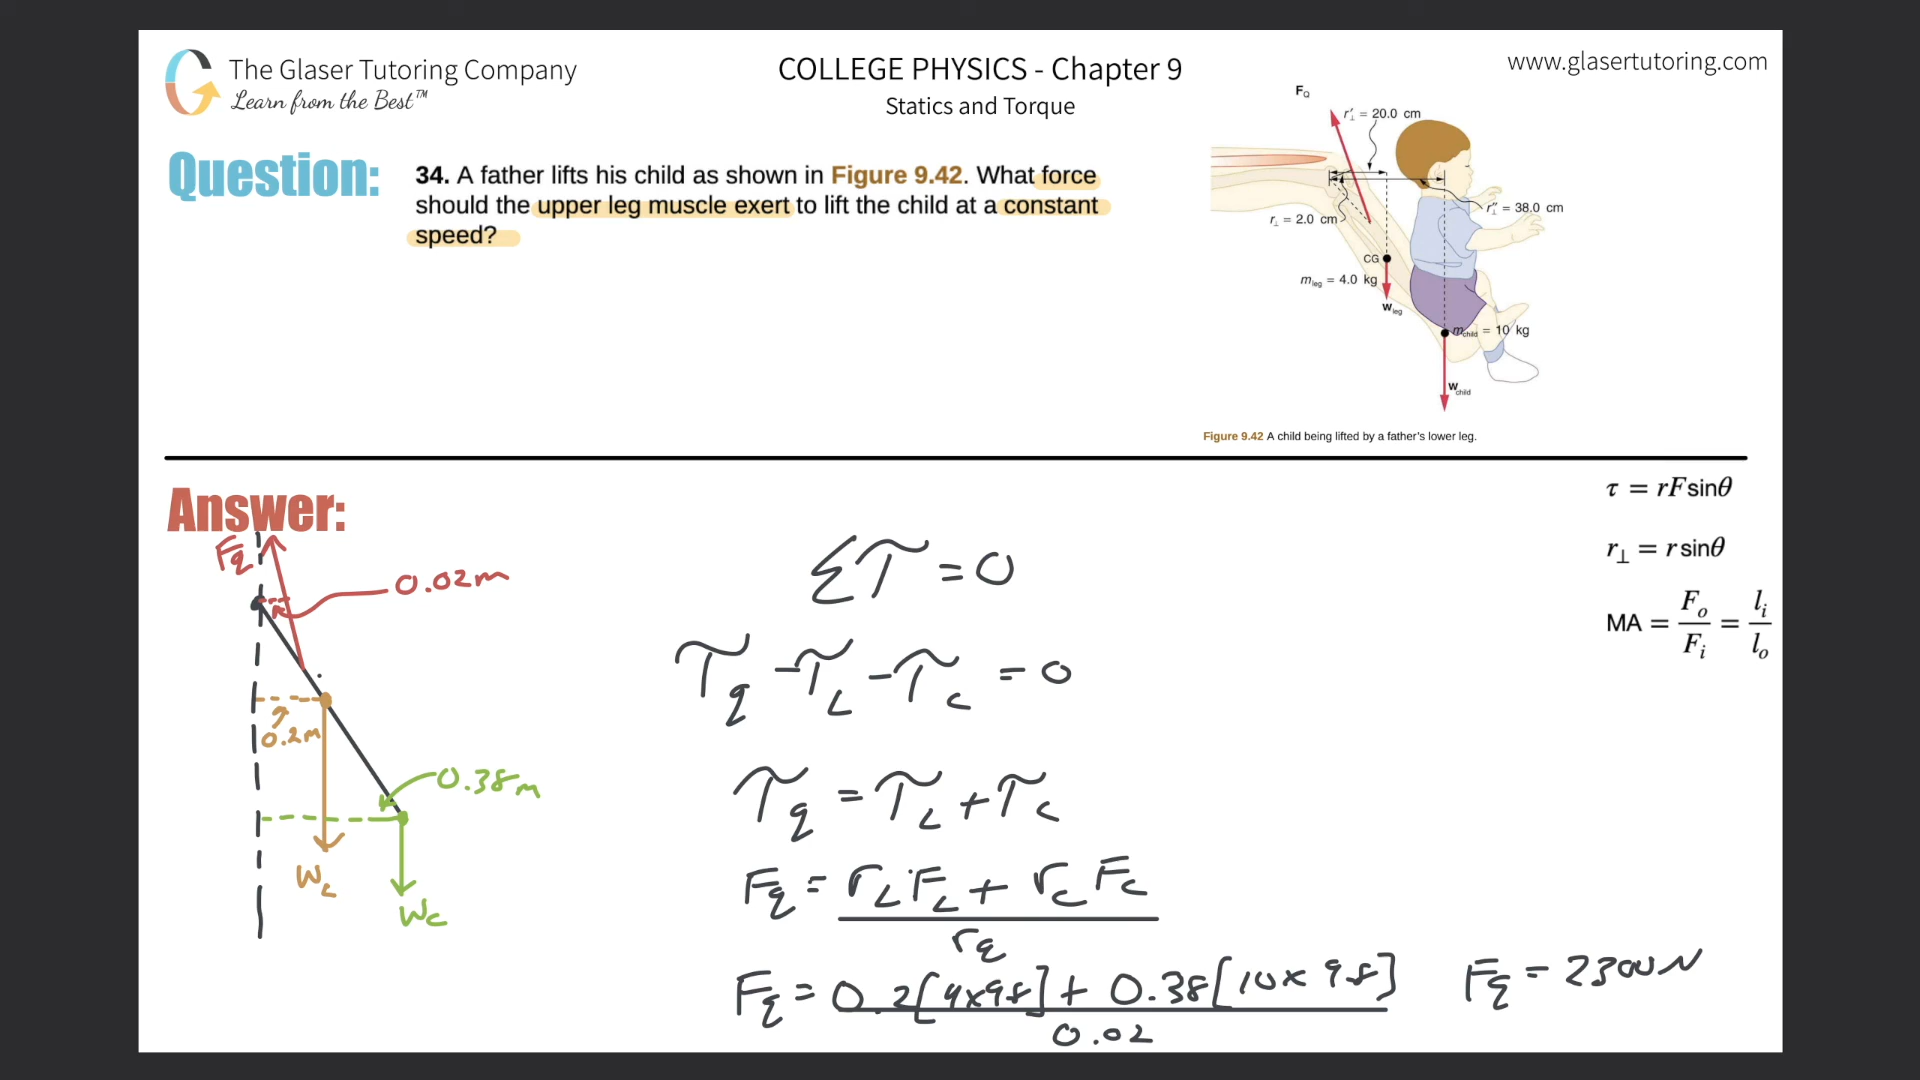 The Glaser Tutoring Company
Learn from the Best™
COLLEGE PHYSICS - Chapter 9
Statics and Torque
www.glasertutoring.com
Question:
34. A father lifts his child as shown in Figure 9.42. What force
should the upper leg muscle exert to lift the child at a constant
speed?
F_Q
r'⊥ = 20.0 cm
r''⊥ = 38.0 cm
r⊥ = 2.0 cm
CG
m_leg = 4.0 kg
w_leg
m_child = 10 kg
w_child
Figure 9.42 A child being lifted by a father's lower leg.
Answer:
τ = rF sinθ
r⊥ = r sinθ
MA = F_o/F_i = l_i/l_o
F_q
0.02m
0.2m
0.38m
W_L
W_c
Στ = 0
τ_q - τ_L - τ_c = 0
τ_q = τ_L + τ_c
F_q = r_L F_L + r_c F_c
r_q
F_q = 0.2[4x9.8] + 0.38[10x9.8]
0.02
F_q = 2300N